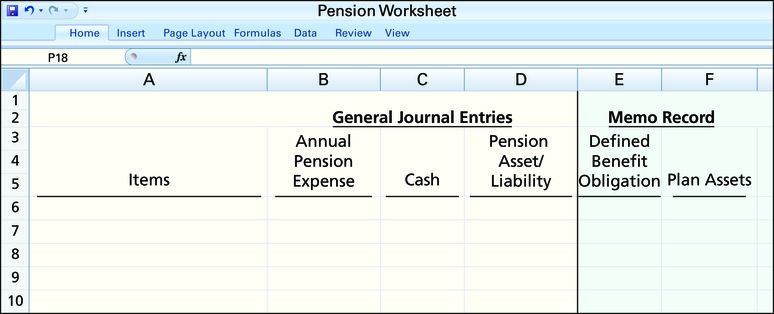 Pension Worksheet
Home Insert Page Layout Formulas Data Review View
P18 fx
A B C D E F
1
2 General Journal Entries Memo Record
3 Annual Pension Defined
4 Pension Asset/ Benefit
5 Items Expense Cash Liability Obligation Plan Assets
6
7
8
9
10